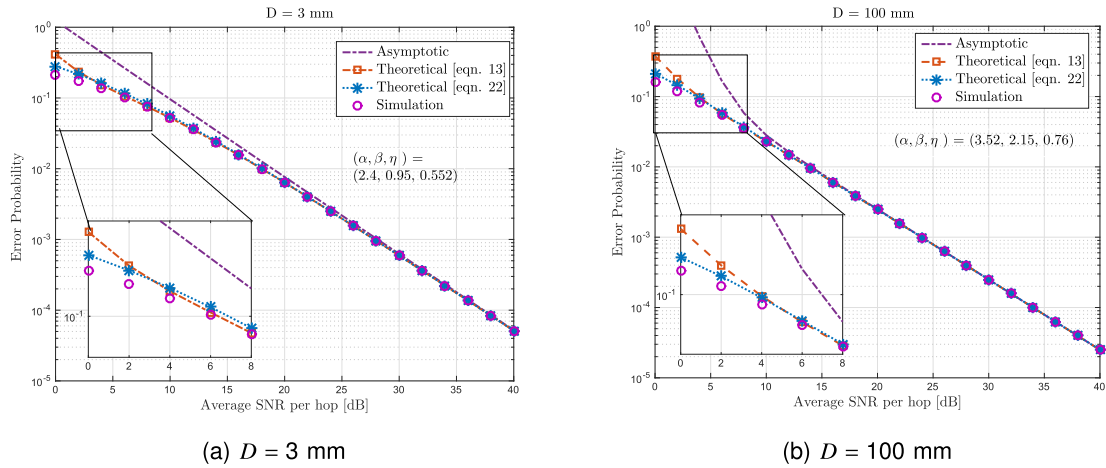 D = 3 mm
10^0
10^-1
10^-2
10^-3
10^-4
10^-5
Error Probability
Asymptotic
Theoretical [eqn. 13]
Theoretical [eqn. 22]
Simulation
(α, β, η ) =
(2.4, 0.95, 0.552)
10^-1
0 2 4 6 8
0 5 10 15 20 25 30 35 40
Average SNR per hop [dB]
(a) D = 3 mm
D = 100 mm
10^0
10^-1
10^-2
10^-3
10^-4
10^-5
Error Probability
Asymptotic
Theoretical [eqn. 13]
Theoretical [eqn. 22]
Simulation
(α, β, η ) = (3.52, 2.15, 0.76)
10^-1
0 2 4 6 8
0 5 10 15 20 25 30 35 40
Average SNR per hop [dB]
(b) D = 100 mm